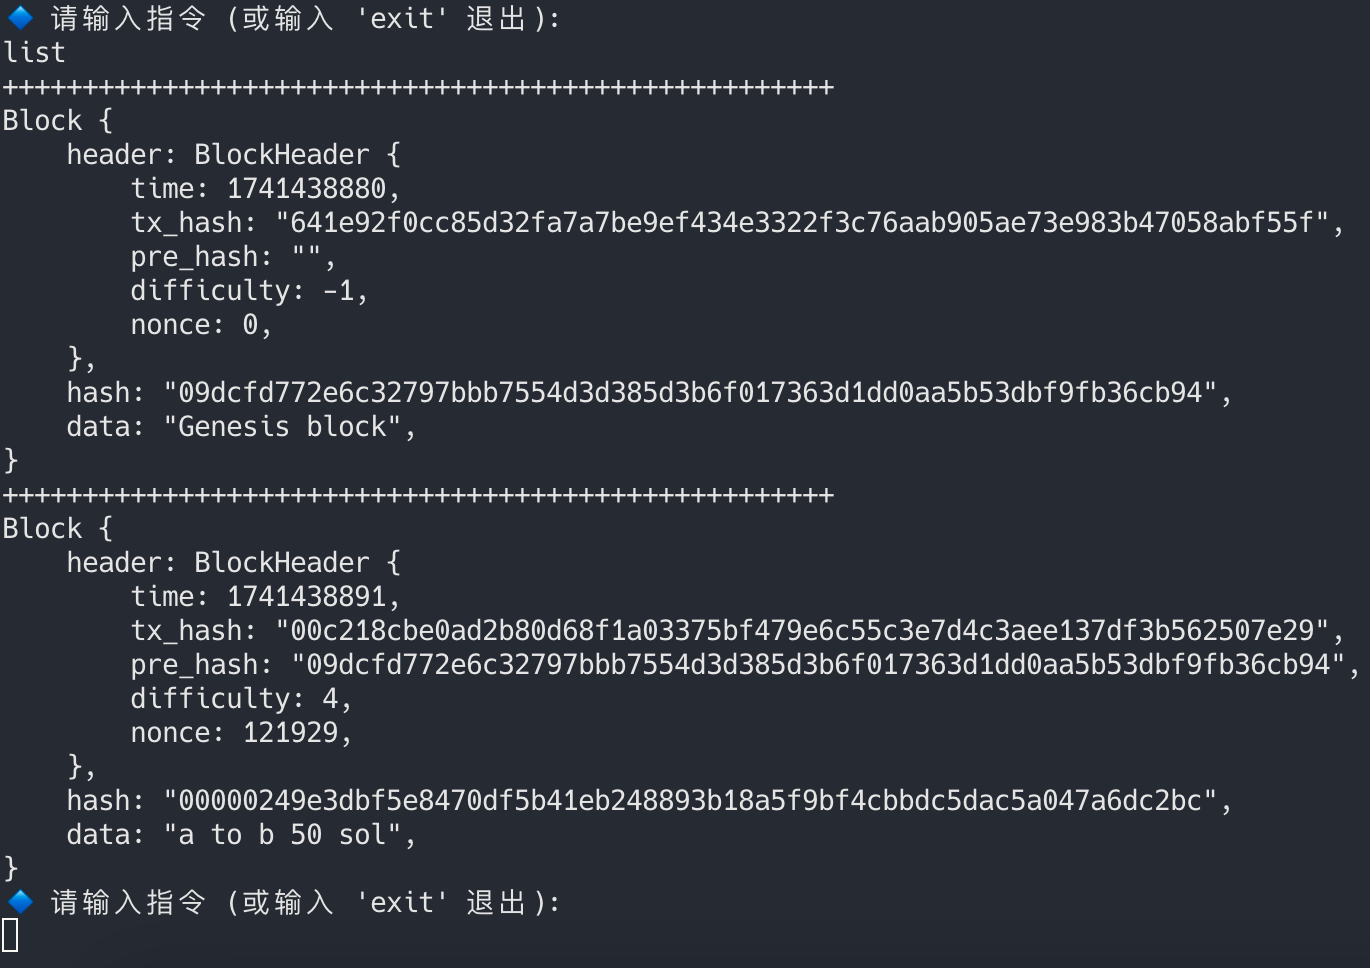 🔷 请输入指令 (或输入 'exit' 退出):
list
++++++++++++++++++++++++++++++++++++++++++++++++++++
Block {
    header: BlockHeader {
        time: 1741438880,
        tx_hash: "641e92f0cc85d32fa7a7be9ef434e3322f3c76aab905ae73e983b47058abf55f",
        pre_hash: "",
        difficulty: -1,
        nonce: 0,
    },
    hash: "09dcfd772e6c32797bbb7554d3d385d3b6f017363d1dd0aa5b53dbf9fb36cb94",
    data: "Genesis block",
}
++++++++++++++++++++++++++++++++++++++++++++++++++++
Block {
    header: BlockHeader {
        time: 1741438891,
        tx_hash: "00c218cbe0ad2b80d68f1a03375bf479e6c55c3e7d4c3aee137df3b562507e29",
        pre_hash: "09dcfd772e6c32797bbb7554d3d385d3b6f017363d1dd0aa5b53dbf9fb36cb94",
        difficulty: 4,
        nonce: 121929,
    },
    hash: "00000249e3dbf5e8470df5b41eb248893b18a5f9bf4cbbdc5dac5a047a6dc2bc",
    data: "a to b 50 sol",
}
🔷 请输入指令 (或输入 'exit' 退出):